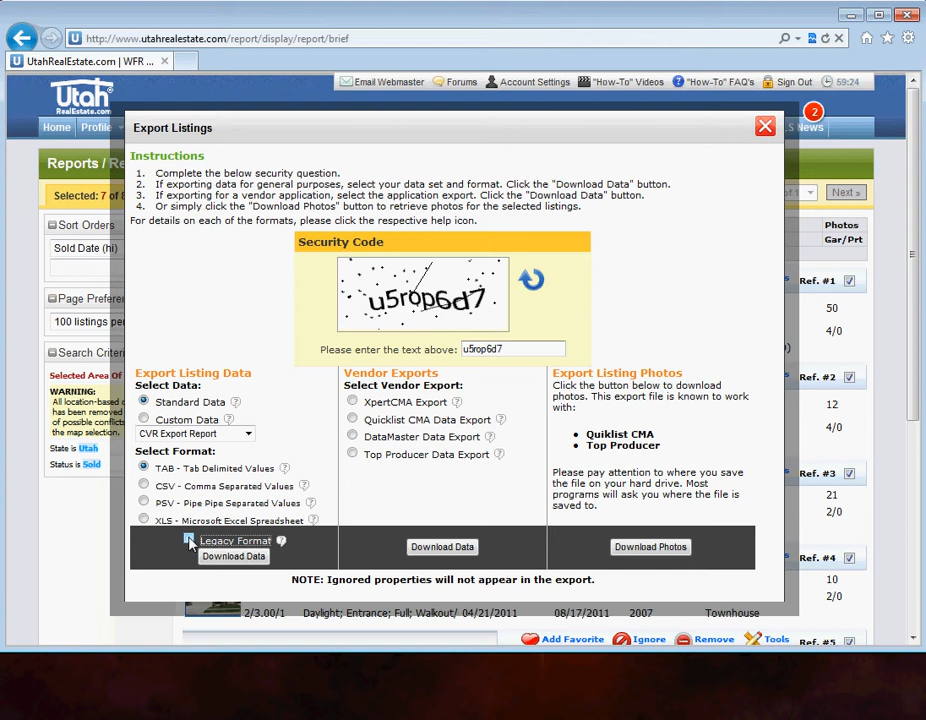 http://www.utahrealestate.com/report/display/report/brief
UtahRealEstate.com | WFR ...
Utah
RealEstate.com
Email Webmaster Forums Account Settings "How-To" Videos "How-To" FAQ's Sign Out 59:24
2
Home Profile News
Export Listings
Reports /
Instructions
1. Complete the below security question.
2. If exporting data for general purposes, select your data set and format. Click the "Download Data" button.
3. If exporting for a vendor application, select the application export. Click the "Download Data" button.
4. Or simply click the "Download Photos" button to retrieve photos for the selected listings.
For details on each of the formats, please click the respective help icon.
Selected: 7 of
Next »
Sort Orders
Sold Date (hi)
Photos
Gar/Prt
Security Code
u5rop6d7
Please enter the text above: u5rop6d7
Ref. #1
50
4/0
Page Prefere
100 listings per
Search Criteri
Selected Area Of
WARNING:
All location-based
has been removed
of possible conflicts
the map selection.
State is Utah
Status is Sold
Export Listing Data
Select Data:
Standard Data
Custom Data
CVR Export Report
Select Format:
TAB - Tab Delimited Values
CSV - Comma Separated Values
PSV - Pipe Pipe Separated Values
XLS - Microsoft Excel Spreadsheet
Legacy Format
Download Data
Vendor Exports
Select Vendor Export:
XpertCMA Export
Quicklist CMA Data Export
DataMaster Data Export
Top Producer Data Export
Download Data
Export Listing Photos
Click the button below to download
photos. This export file is known to work
with:
• Quiklist CMA
• Top Producer
Please pay attention to where you save
the file on your hard drive. Most
programs will ask you where the file is
saved.
Download Photos
Ref. #2
12
4/0
Ref. #3
21
2/0
Ref. #4
10
2/0
NOTE: Ignored properties will not appear in the export.
2/3.00/1 Daylight; Entrance; Full; Walkout/ 04/21/2011 08/17/2011 2007 Townhouse
Add Favorite Ignore Remove Tools Ref. #5